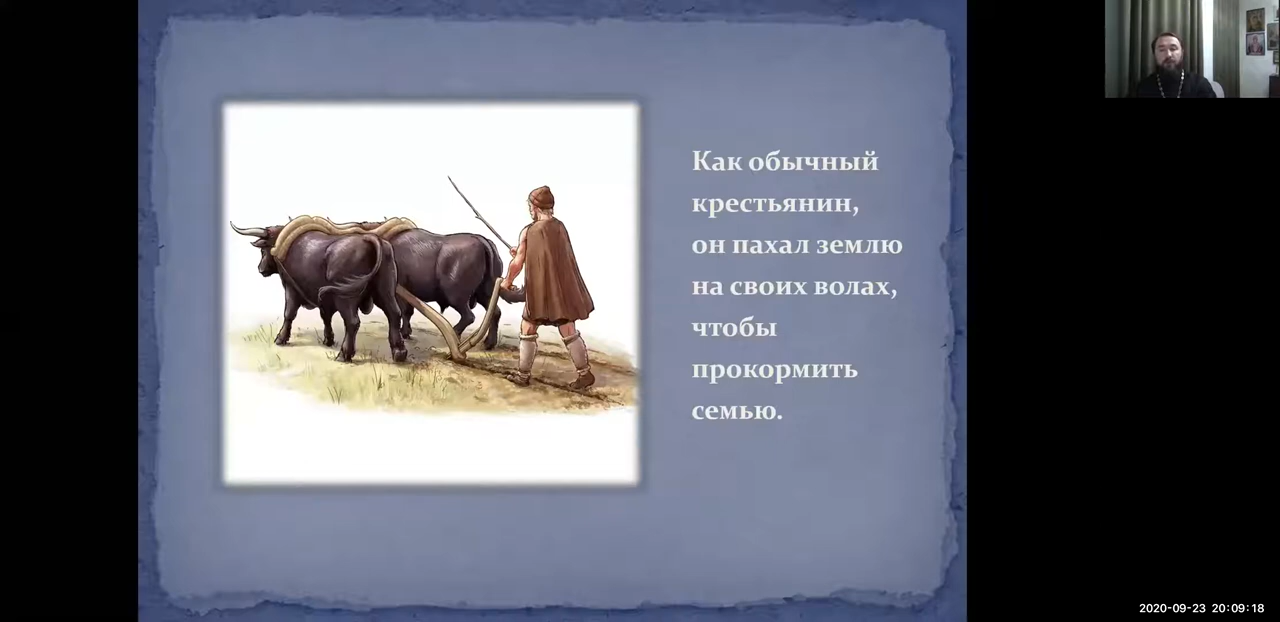 Как обычный
крестьянин,
он пахал землю
на своих волах,
чтобы
прокормить
семью.
2020-09-23 20:09:18